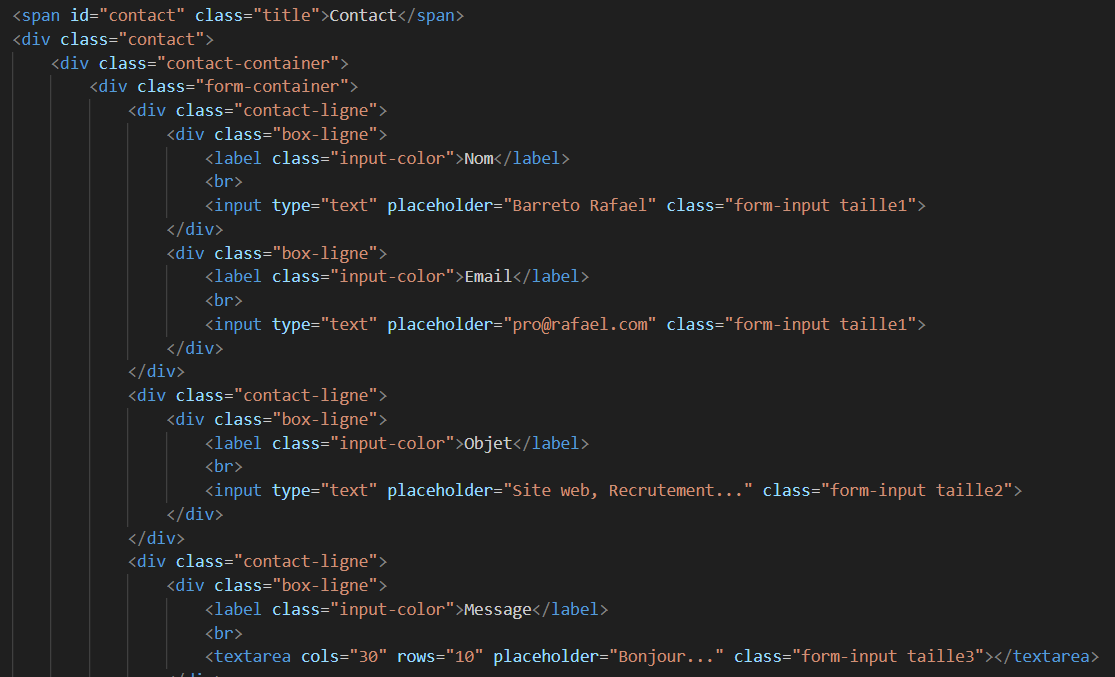 <span id="contact" class="title">Contact</span>
<div class="contact">
<div class="contact-container">
<div class="form-container">
<div class="contact-ligne">
<div class="box-ligne">
<label class="input-color">Nom</label>
<br>
<input type="text" placeholder="Barreto Rafael" class="form-input taille1">
</div>
<div class="box-ligne">
<label class="input-color">Email</label>
<br>
<input type="text" placeholder="pro@rafael.com" class="form-input taille1">
</div>
</div>
<div class="contact-ligne">
<div class="box-ligne">
<label class="input-color">Objet</label>
<br>
<input type="text" placeholder="Site web, Recrutement..." class="form-input taille2">
</div>
</div>
<div class="contact-ligne">
<div class="box-ligne">
<label class="input-color">Message</label>
<br>
<textarea cols="30" rows="10" placeholder="Bonjour..." class="form-input taille3"></textarea>